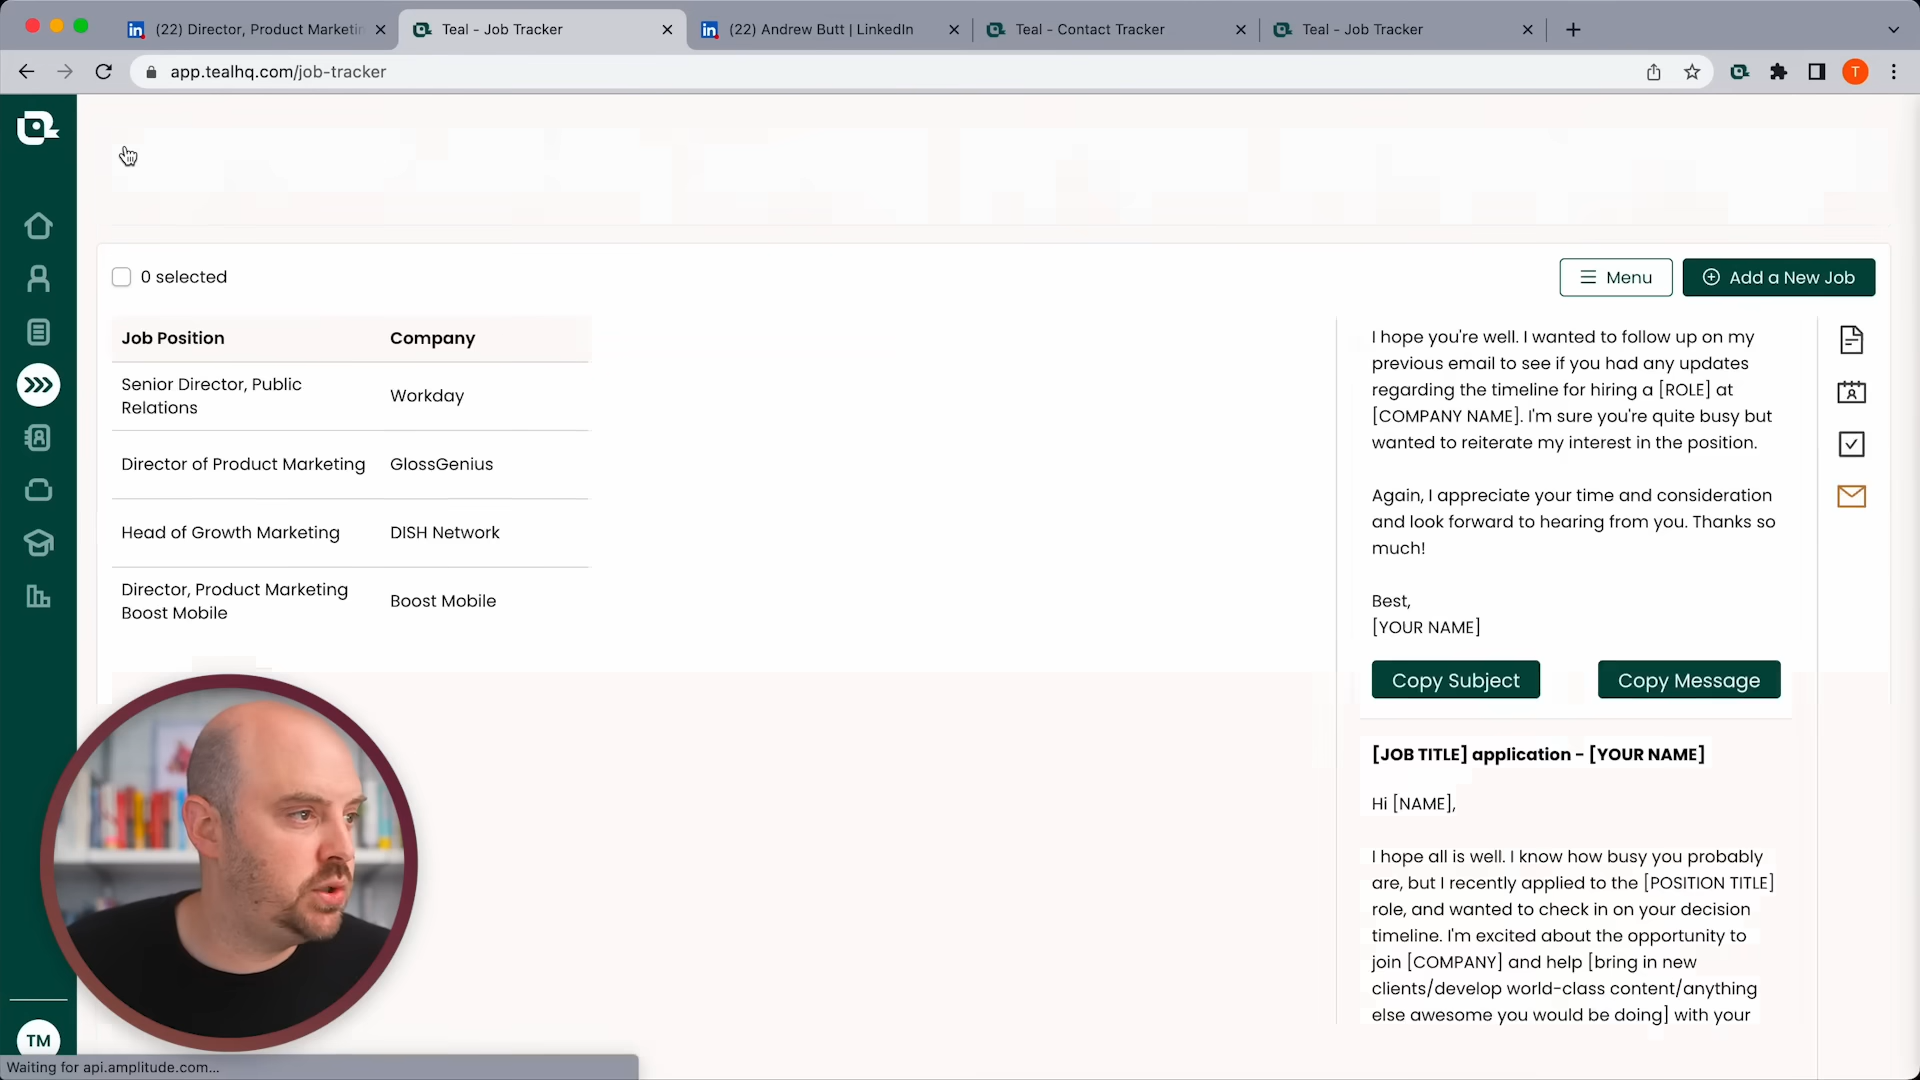 (22) Director, Product Marketin
Teal - Job Tracker
(22) Andrew Butt | LinkedIn
Teal - Contact Tracker
Teal - Job Tracker
app.tealhq.com/job-tracker
T
0 selected
Menu
Add a New Job
Job Position
Company
Senior Director, Public
Relations
Workday
Director of Product Marketing
GlossGenius
Head of Growth Marketing
DISH Network
Director, Product Marketing
Boost Mobile
Boost Mobile
I hope you're well. I wanted to follow up on my
previous email to see if you had any updates
regarding the timeline for hiring a [ROLE] at
[COMPANY NAME]. I'm sure you're quite busy but
wanted to reiterate my interest in the position.
Again, I appreciate your time and consideration
and look forward to hearing from you. Thanks so
much!
Best,
[YOUR NAME]
Copy Subject
Copy Message
[JOB TITLE] application - [YOUR NAME]
Hi [NAME],
I hope all is well. I know how busy you probably
are, but I recently applied to the [POSITION TITLE]
role, and wanted to check in on your decision
timeline. I'm excited about the opportunity to
join [COMPANY] and help [bring in new
clients/develop world-class content/anything
else awesome you would be doing] with your
TM
Waiting for api.amplitude.com...